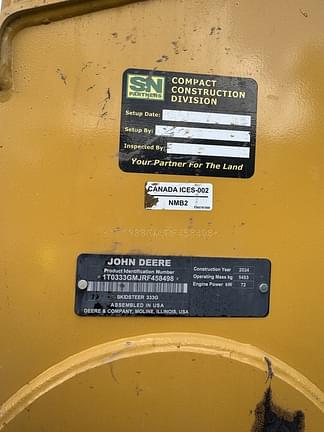 SN
PARTNERS
COMPACT
CONSTRUCTION
DIVISION
Setup Date:
Setup By:
Inspected By:
Your Partner For The Land
CANADA ICES-002
NMB2
JOHN DEERE
Product Identification Number
*1T0333GMJRF458498*
SKIDSTEER 333G
ASSEMBLED IN USA
DEERE & COMPANY, MOLINE, ILLINOIS, USA
Construction Year 2024
Operating Mass kg 5493
Engine Power kW 72